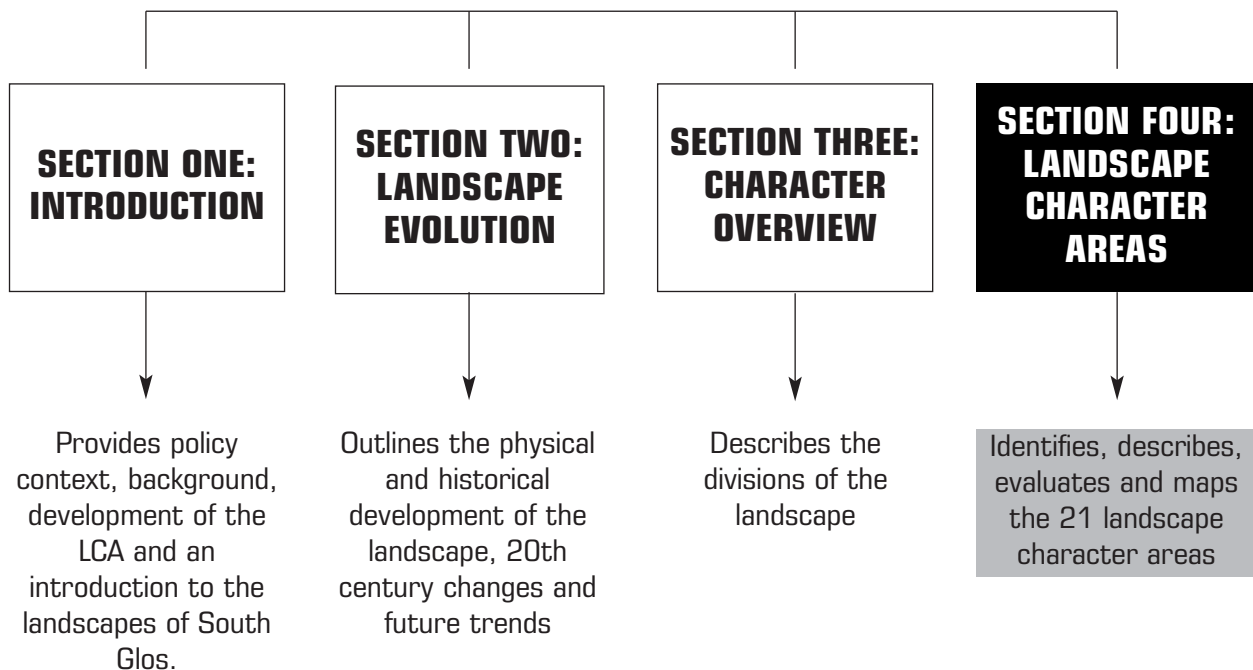 SECTION ONE:
INTRODUCTION
SECTION TWO:
LANDSCAPE
EVOLUTION
SECTION THREE:
CHARACTER
OVERVIEW
SECTION FOUR:
LANDSCAPE
CHARACTER
AREAS
Provides policy
context, background,
development of the
LCA and an
introduction to the
landscapes of South
Glos.
Outlines the physical
and historical
development of the
landscape, 20th
century changes and
future trends
Describes the
divisions of the
landscape
Identifies, describes,
evaluates and maps
the 21 landscape
character areas